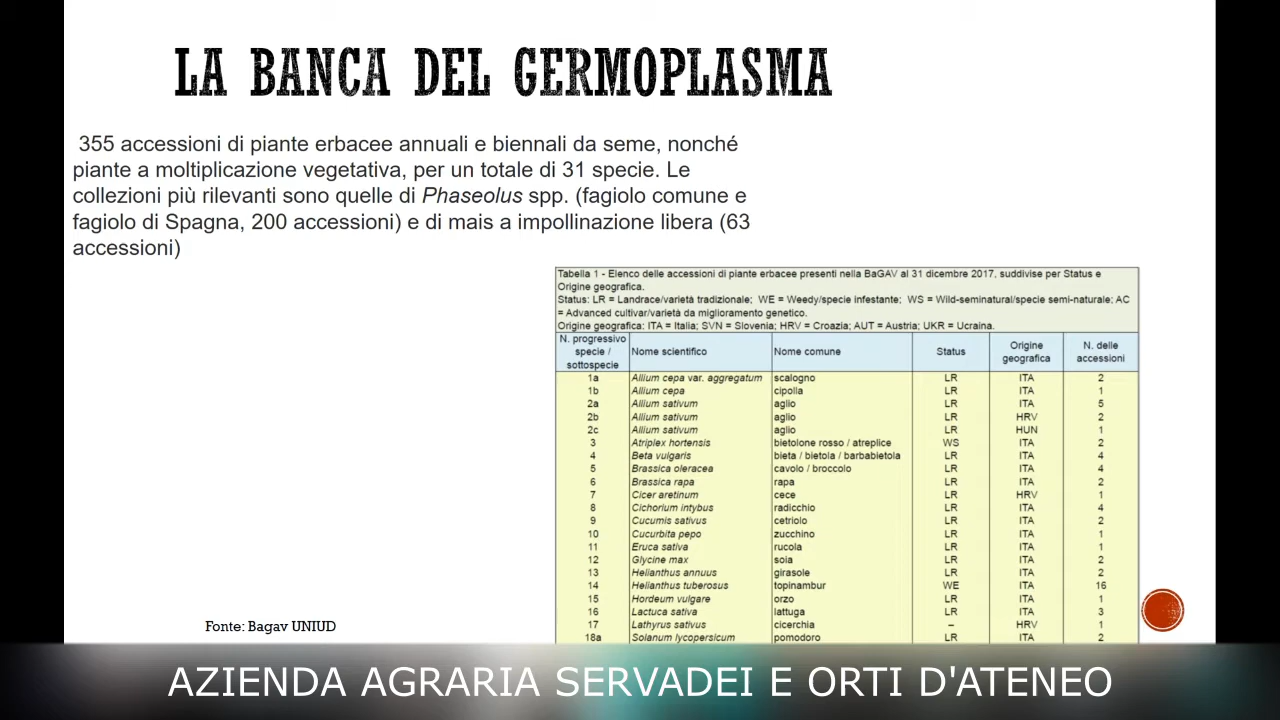 LA BANCA DEL GERMOPLASMA
355 accessioni di piante erbacee annuali e biennali da seme, nonché
piante a moltiplicazione vegetativa, per un totale di 31 specie. Le
collezioni più rilevanti sono quelle di Phaseolus spp. (fagiolo comune e
fagiolo di Spagna, 200 accessioni) e di mais a impollinazione libera (63
accessioni)
Tabella 1 - Elenco delle accessioni di piante erbacee presenti nella BaGAV al 31 dicembre 2017, suddivise per Status e
Origine geografica.
Status: LR = Landrace/varietà tradizionale; WE = Weedy/specie infestante; WS = Wild-seminatural/specie semi-naturale; AC
= Advanced cultivar/varietà da miglioramento genetico.
Origine geografica: ITA = Italia; SVN = Slovenia; HRV = Croazia; AUT = Austria; UKR = Ucraina.
N. progressivo specie / sottospecie Nome scientifico Nome comune Status Origine geografica N. delle accessioni
1a Allium cepa var. aggregatum scalogno LR ITA 2
1b Allium cepa cipolla LR ITA 1
2a Allium sativum aglio LR ITA 5
2b Allium sativum aglio LR HRV 2
2c Allium sativum aglio LR HUN 1
3 Atriplex hortensis bietolone rosso / atreplice WS ITA 2
4 Beta vulgaris bieta / bietola / barbabietola LR ITA 4
5 Brassica oleracea cavolo / broccolo LR ITA 4
6 Brassica rapa rapa LR ITA 2
7 Cicer aretinum cece LR HRV 1
8 Cichorium intybus radicchio LR ITA 4
9 Cucumis sativus cetriolo LR ITA 2
10 Cucurbita pepo zucchino LR ITA 1
11 Eruca sativa rucola LR ITA 1
12 Glycine max soia LR ITA 2
13 Helianthus annuus girasole LR ITA 2
14 Helianthus tuberosus topinambur WE ITA 16
15 Hordeum vulgare orzo LR ITA 1
16 Lactuca sativa lattuga LR ITA 3
17 Lathyrus sativus cicerchia – HRV 1
18a Solanum lycopersicum pomodoro LR ITA 2
Fonte: Bagav UNIUD
AZIENDA AGRARIA SERVADEI E ORTI D'ATENEO